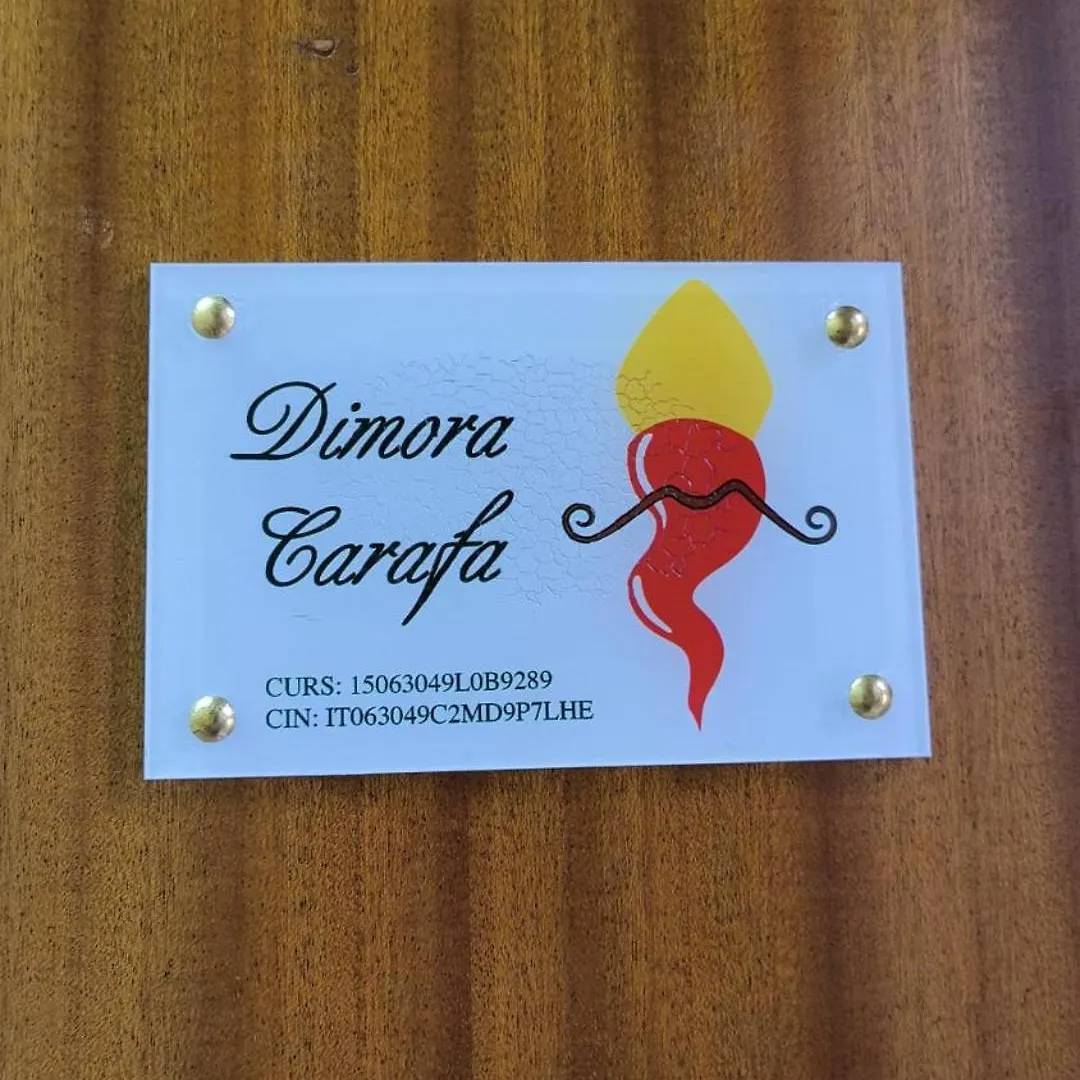 Dimora
Carafa
CURS: 15063049L0B9289
CIN: IT063049C2MD9P7LHE